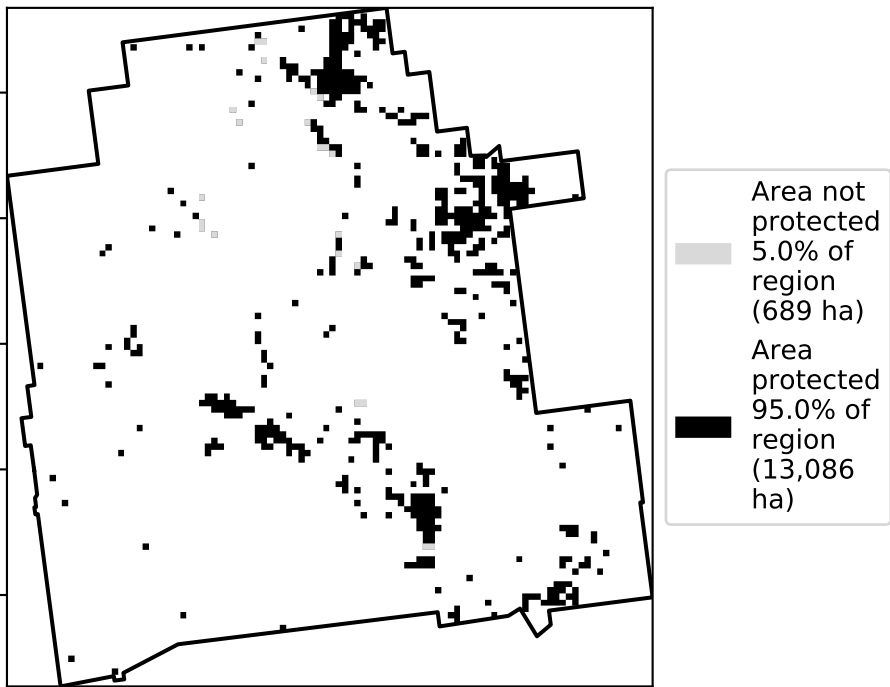 Area not
protected
5.0% of
region
(689 ha)
Area
protected
95.0% of
region
(13,086
ha)